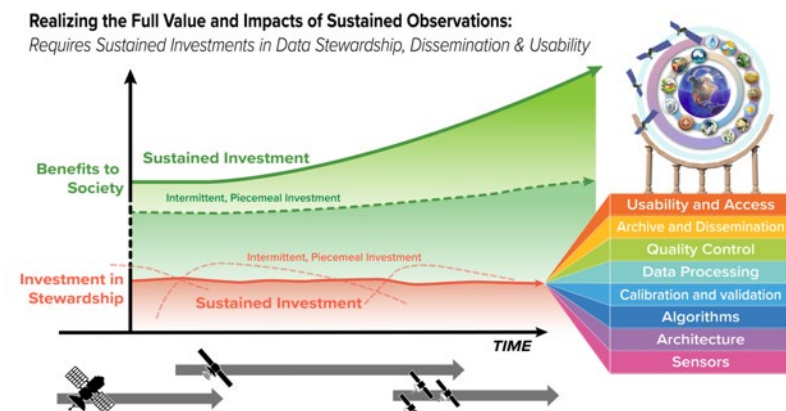 Realizing the Full Value and Impacts of Sustained Observations:
Requires Sustained Investments in Data Stewardship, Dissemination & Usability
Benefits to
Society
Sustained Investment
Intermittent, Piecemeal Investment
Intermittent, Piecemeal Investment
Investment in
Stewardship
Sustained Investment
TIME
Usability and Access
Archive and Dissemination
Quality Control
Data Processing
Calibration and validation
Algorithms
Architecture
Sensors